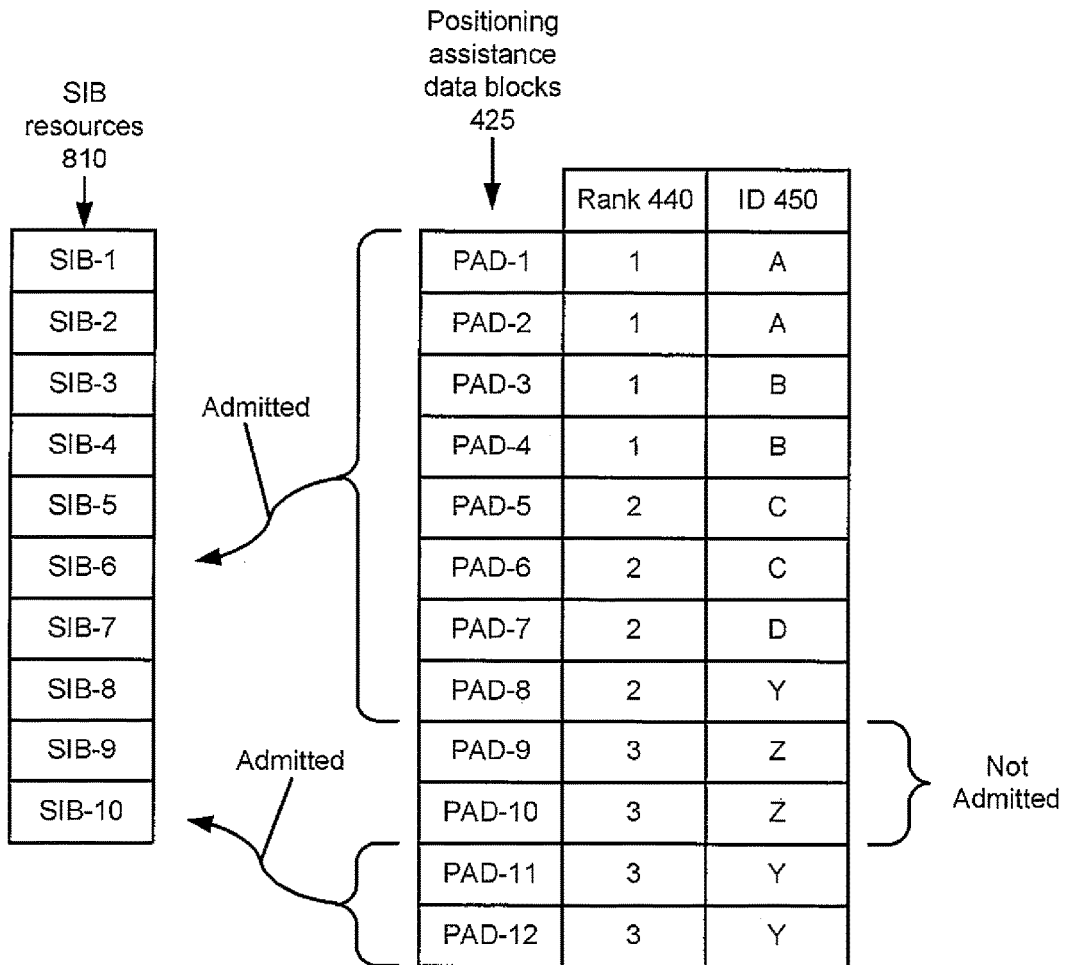 Positioning
assistance
data blocks
425
SIB
resources
810
Rank 440 ID 450
SIB-1 PAD-1 1 A
SIB-2 PAD-2 1 A
SIB-3 PAD-3 1 B
Admitted
SIB-4 PAD-4 1 B
SIB-5 PAD-5 2 C
SIB-6 PAD-6 2 C
SIB-7 PAD-7 2 D
SIB-8 PAD-8 2 Y
SIB-9 Admitted PAD-9 3 Z
Not
Admitted
SIB-10 PAD-10 3 Z
PAD-11 3 Y
PAD-12 3 Y